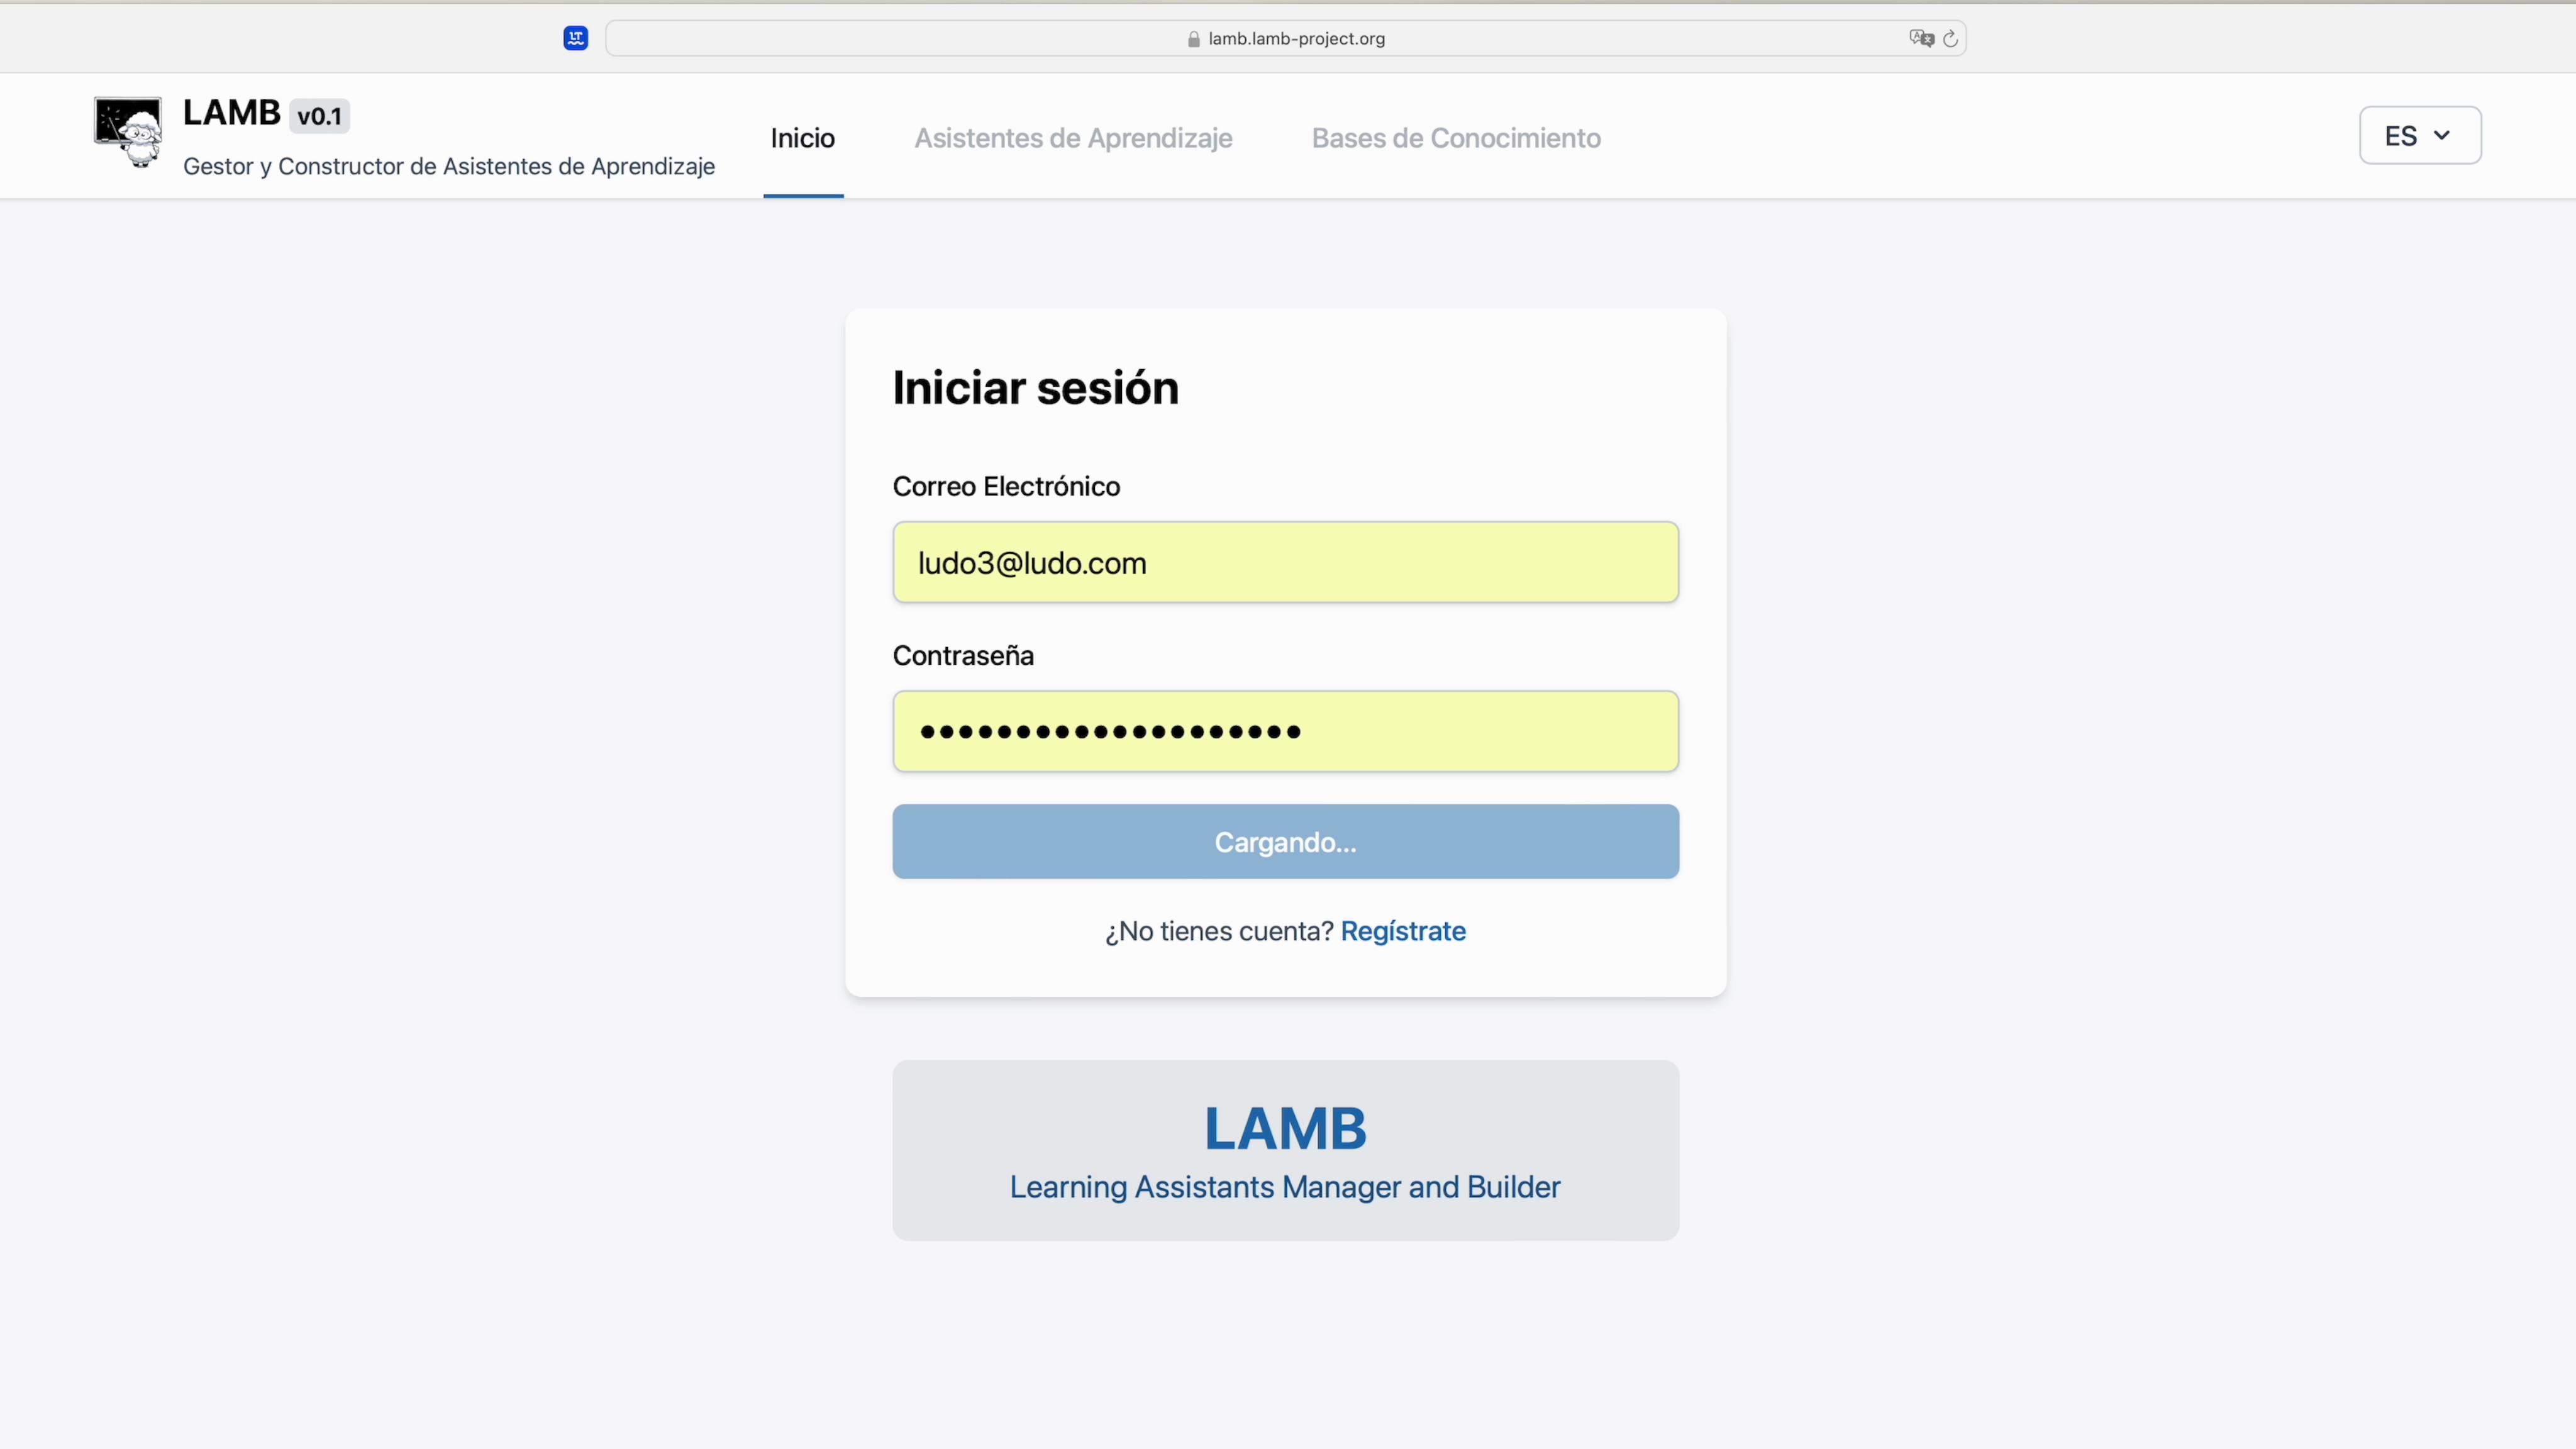 lamb.lamb-project.org
LAMB v0.1
Gestor y Constructor de Asistentes de Aprendizaje
Inicio
Asistentes de Aprendizaje
Bases de Conocimiento
ES
Iniciar sesión
Correo Electrónico
ludo3@ludo.com
Contraseña
••••••••••••••••••••
Cargando...
¿No tienes cuenta? Regístrate
LAMB
Learning Assistants Manager and Builder